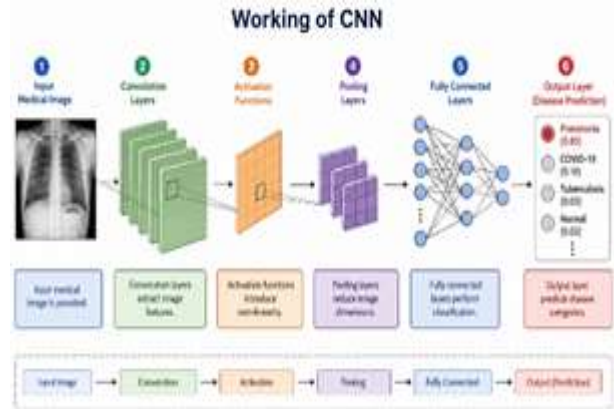 Working of CNN
1
Input
Medical Image
2
Convolution
Layers
3
Activation
Functions
4
Pooling
Layers
5
Fully Connected
Layers
6
Output Layer
(Disease Prediction)
Pneumonia
COVID-19
Tuberculosis
Normal
Input medical
image is provided.
Convolution layers
extract image
features.
Activation functions
introduce
non-linearity.
Pooling layers
reduce image
dimensions.
Fully connected
layers perform
classification.
Output layer
predicts disease
categories.
Input Image
Convolution
Activation
Pooling
Fully Connected
Output (Prediction)